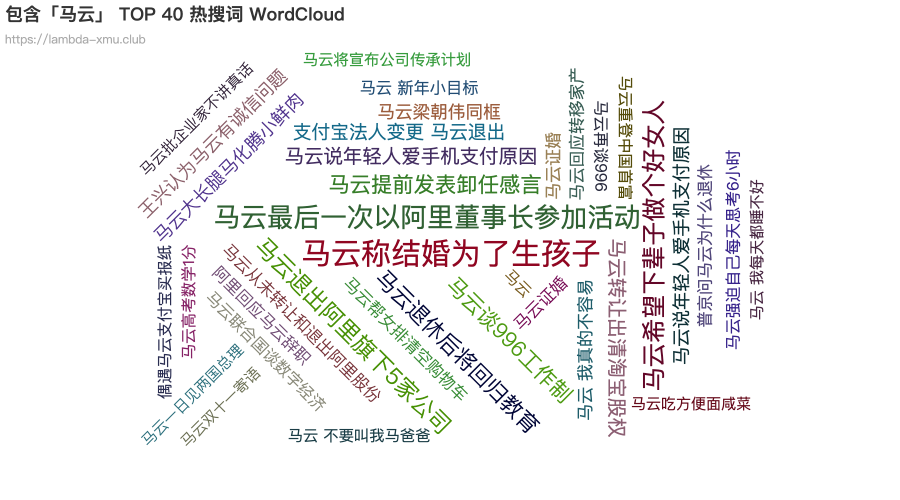 包含「马云」 TOP 40 热搜词 WordCloud
https://lambda-xmu.club
马云将宣布公司传承计划
马云 新年小目标
马云梁朝伟同框
支付宝法人变更 马云退出
马云说年轻人爱手机支付原因
马云提前发表卸任感言
马云最后一次以阿里董事长参加活动
马云称结婚为了生孩子
马云批企业家不讲真话
王兴认为马云有诚信问题
马云大长腿马化腾小鲜肉
马云证婚
马云回应转移家产
马云再谈996
马云重登中国首富
马云希望下辈子做个好女人
马云说年轻人爱手机支付原因
普京问马云为什么退休
马云强迫自己每天思考6小时
马云 我每天都睡不好
偶遇马云支付宝买报纸
马云高考数学1分
马云从未转让和退出阿里股份
阿里回应马云辞职
马云联合国谈数字经济
马云退出阿里旗下5家公司
马云帮女排清空购物车
马云退休后将回归教育
马云谈996工作制
马云
马云证婚
马云 我真的不容易
马云转让出清淘宝股权
马云吃方便面咸菜
马云一日见两国总理
马云双十一寄语
马云 不要叫我马爸爸